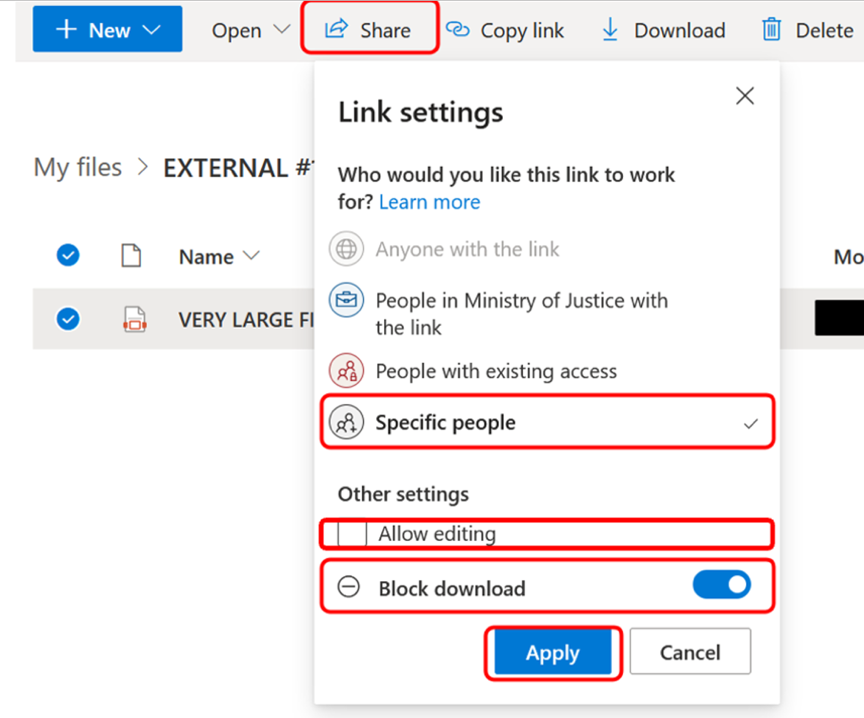 New Open Share Copy link Download Delete
Link settings
Who would you like this link to work
for? Learn more
My files > EXTERNAL #
Anyone with the link
Name
People in Ministry of Justice with
the link
VERY LARGE
People with existing access
Specific people
Other settings
Allow editing
Block download
Apply Cancel